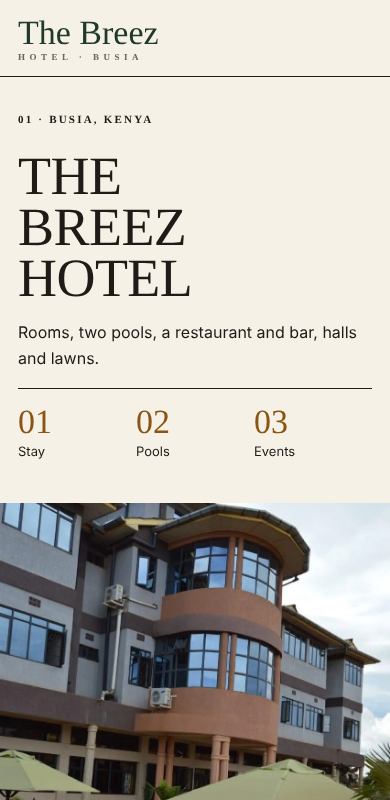 The Breez
HOTEL · BUSIA
01 · BUSIA, KENYA
THE
BREEZ
HOTEL
Rooms, two pools, a restaurant and bar, halls
and lawns.
01 02 03
Stay Pools Events